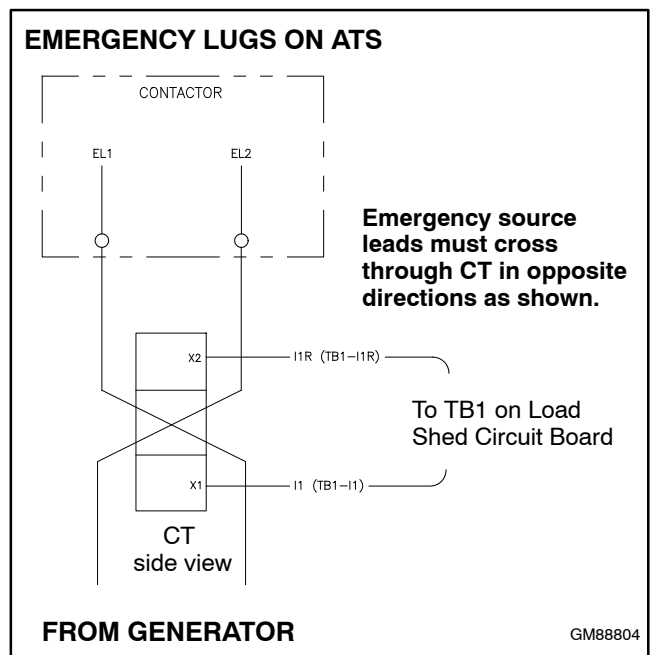 EMERGENCY LUGS ON ATS
CONTACTOR
EL1
EL2
Emergency source
leads must cross
through CT in opposite
directions as shown.
X2
I1R (TB1-I1R)
To TB1 on Load
Shed Circuit Board
X1
I1 (TB1-I1)
CT
side view
FROM GENERATOR
GM88804